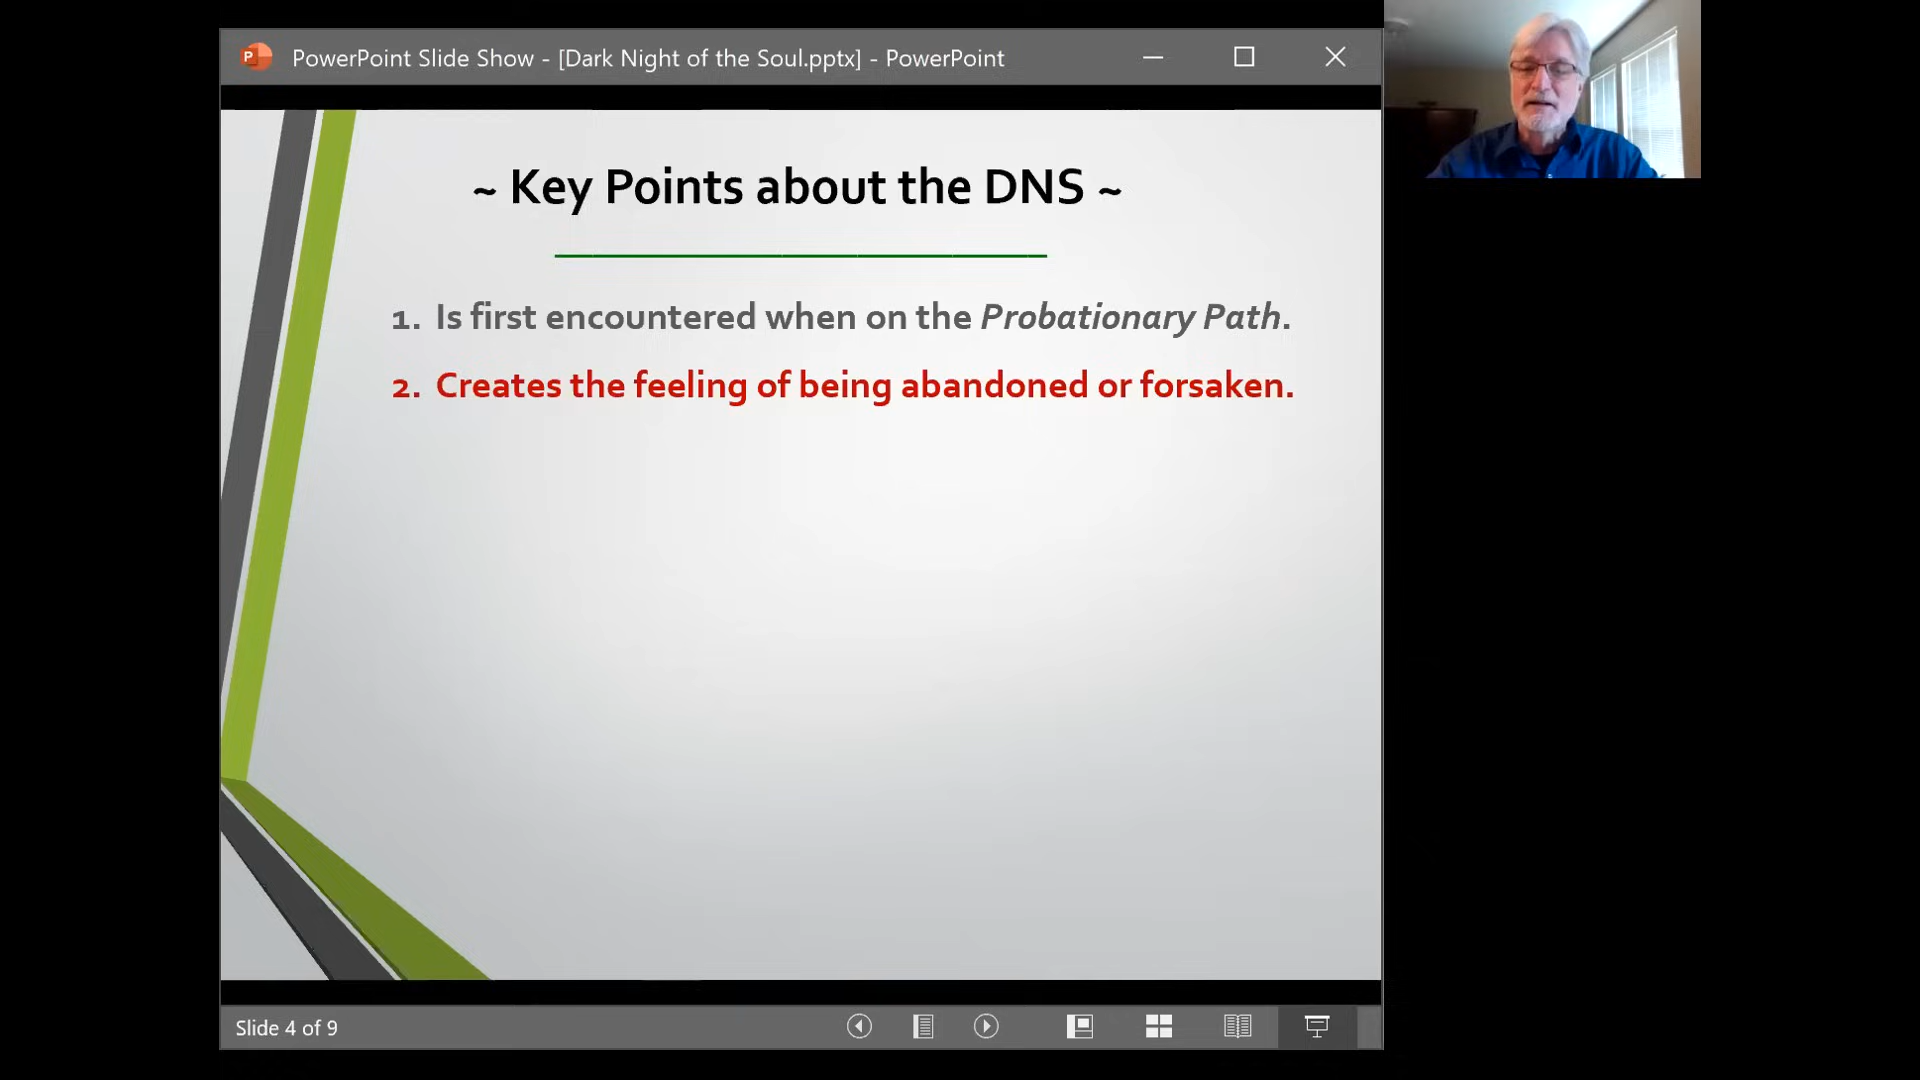 PowerPoint Slide Show - [Dark Night of the Soul.pptx] - PowerPoint
~ Key Points about the DNS ~
1. Is first encountered when on the Probationary Path.
2. Creates the feeling of being abandoned or forsaken.
Slide 4 of 9